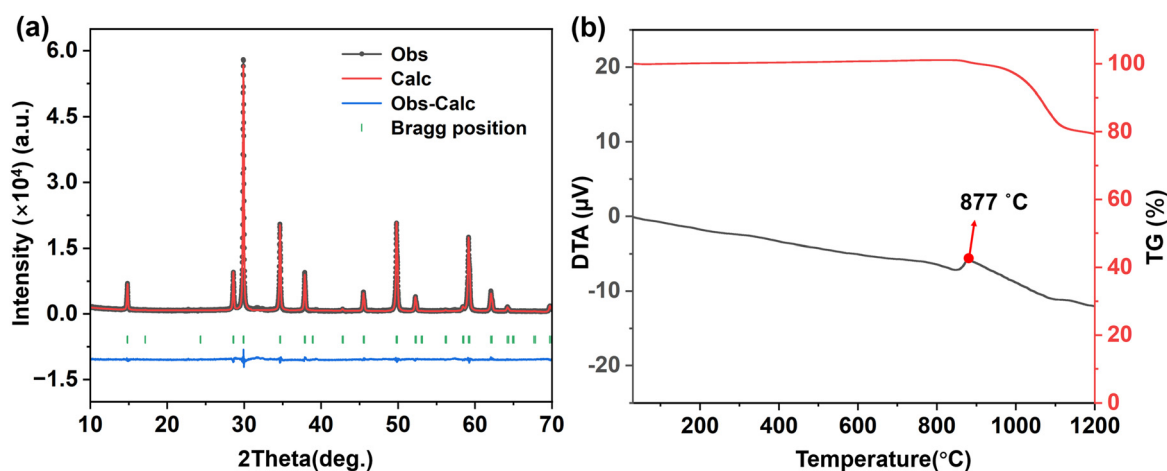 (a)
Obs
Calc
Obs-Calc
Bragg position
Intensity (×10⁴) (a.u.)
6.0
4.5
3.0
1.5
0.0
−1.5
10 20 30 40 50 60 70
2Theta(deg.)
(b)
877 °C
DTA (μV)
20
10
0
-10
-20
TG (%)
100
80
60
40
20
0
200 400 600 800 1000 1200
Temperature(°C)